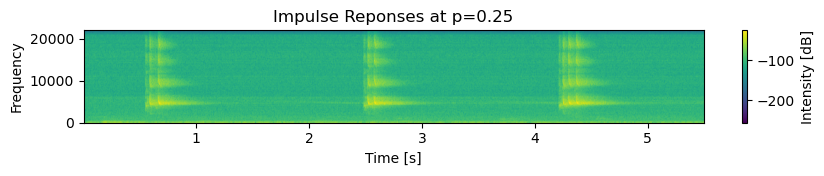 Impulse Reponses at p=0.25
Frequency
20000
10000
0
1
2
3
4
5
Time [s]
−100
−200
Intensity [dB]